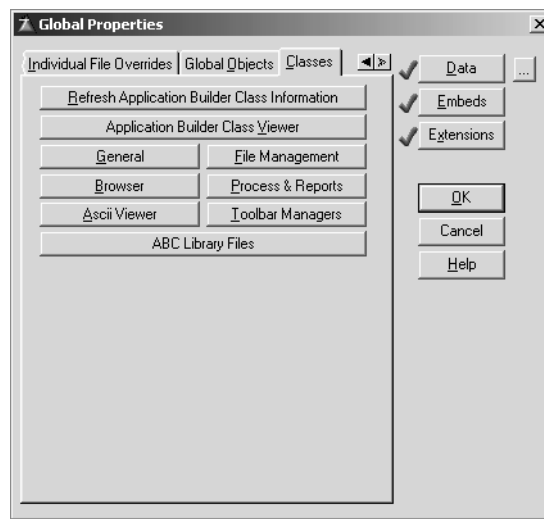 Global Properties
Individual File Overrides Global Objects Classes
Data ...
Refresh Application Builder Class Information
Embeds
Application Builder Class Viewer
Extensions
General File Management
Browser Process & Reports
OK
Ascii Viewer Toolbar Managers
Cancel
ABC Library Files
Help